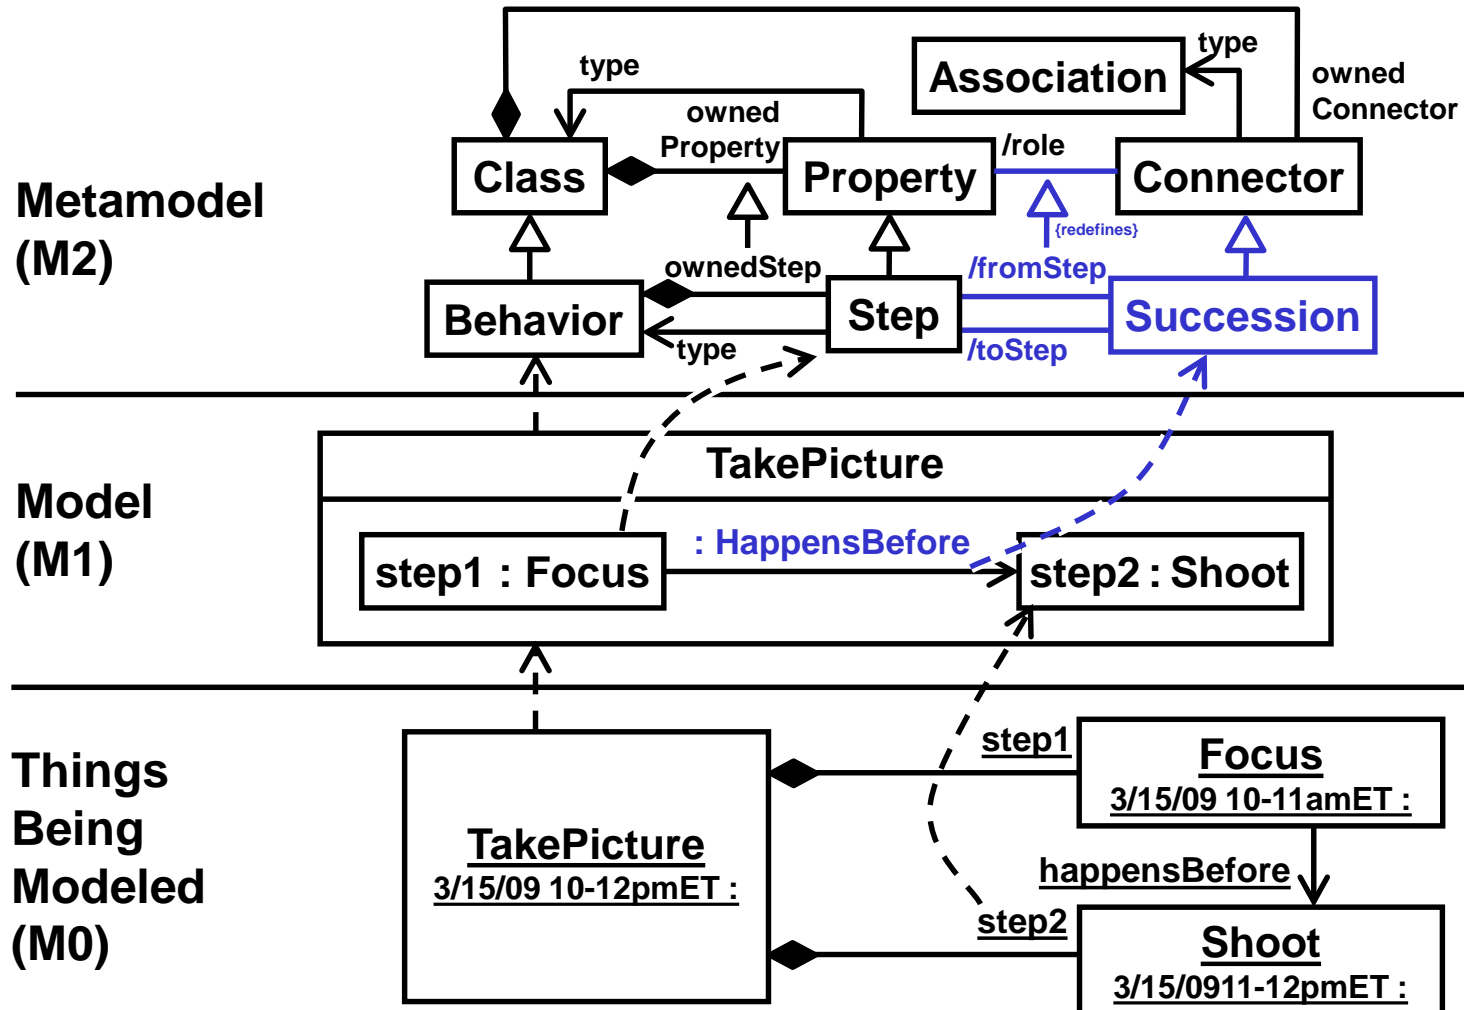 type
Association
type
owned
Connector
owned
Property
Class
Property
/role
Connector
Metamodel
(M2)
{redefines}
ownedStep
/fromStep
Behavior
Step
Succession
type
/toStep
TakePicture
Model
(M1)
: HappensBefore
step1 : Focus
step2 : Shoot
Things
Being
Modeled
(M0)
TakePicture
3/15/09 10-12pmET :
step1
Focus
3/15/09 10-11amET :
happensBefore
step2
Shoot
3/15/0911-12pmET :